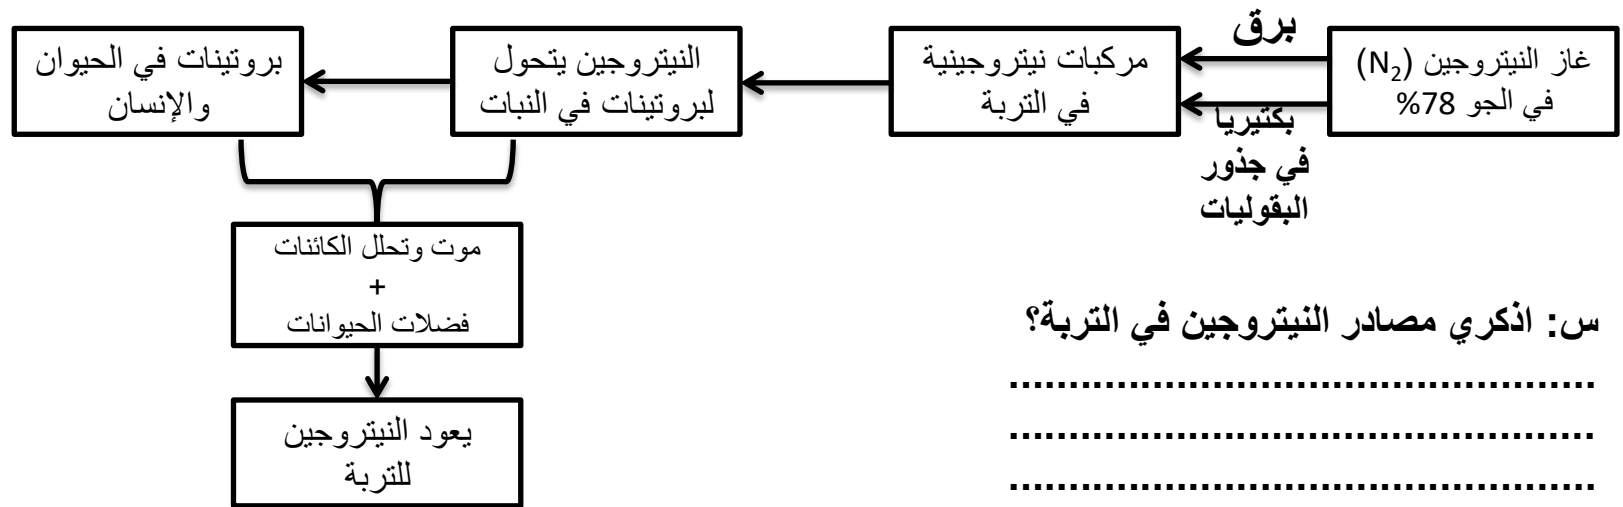 غاز النيتروجين (N₂)
في الجو 78%
برق
بكتيريا
في جذور
البقوليات
مركبات نيتروجينية
في التربة
النيتروجين يتحول
لبروتينات في النبات
بروتينات في الحيوان
والإنسان
موت وتحلل الكائنات
+
فضلات الحيوانات
يعود النيتروجين
للتربة
س: اذكري مصادر النيتروجين في التربة؟
................................................
................................................
................................................